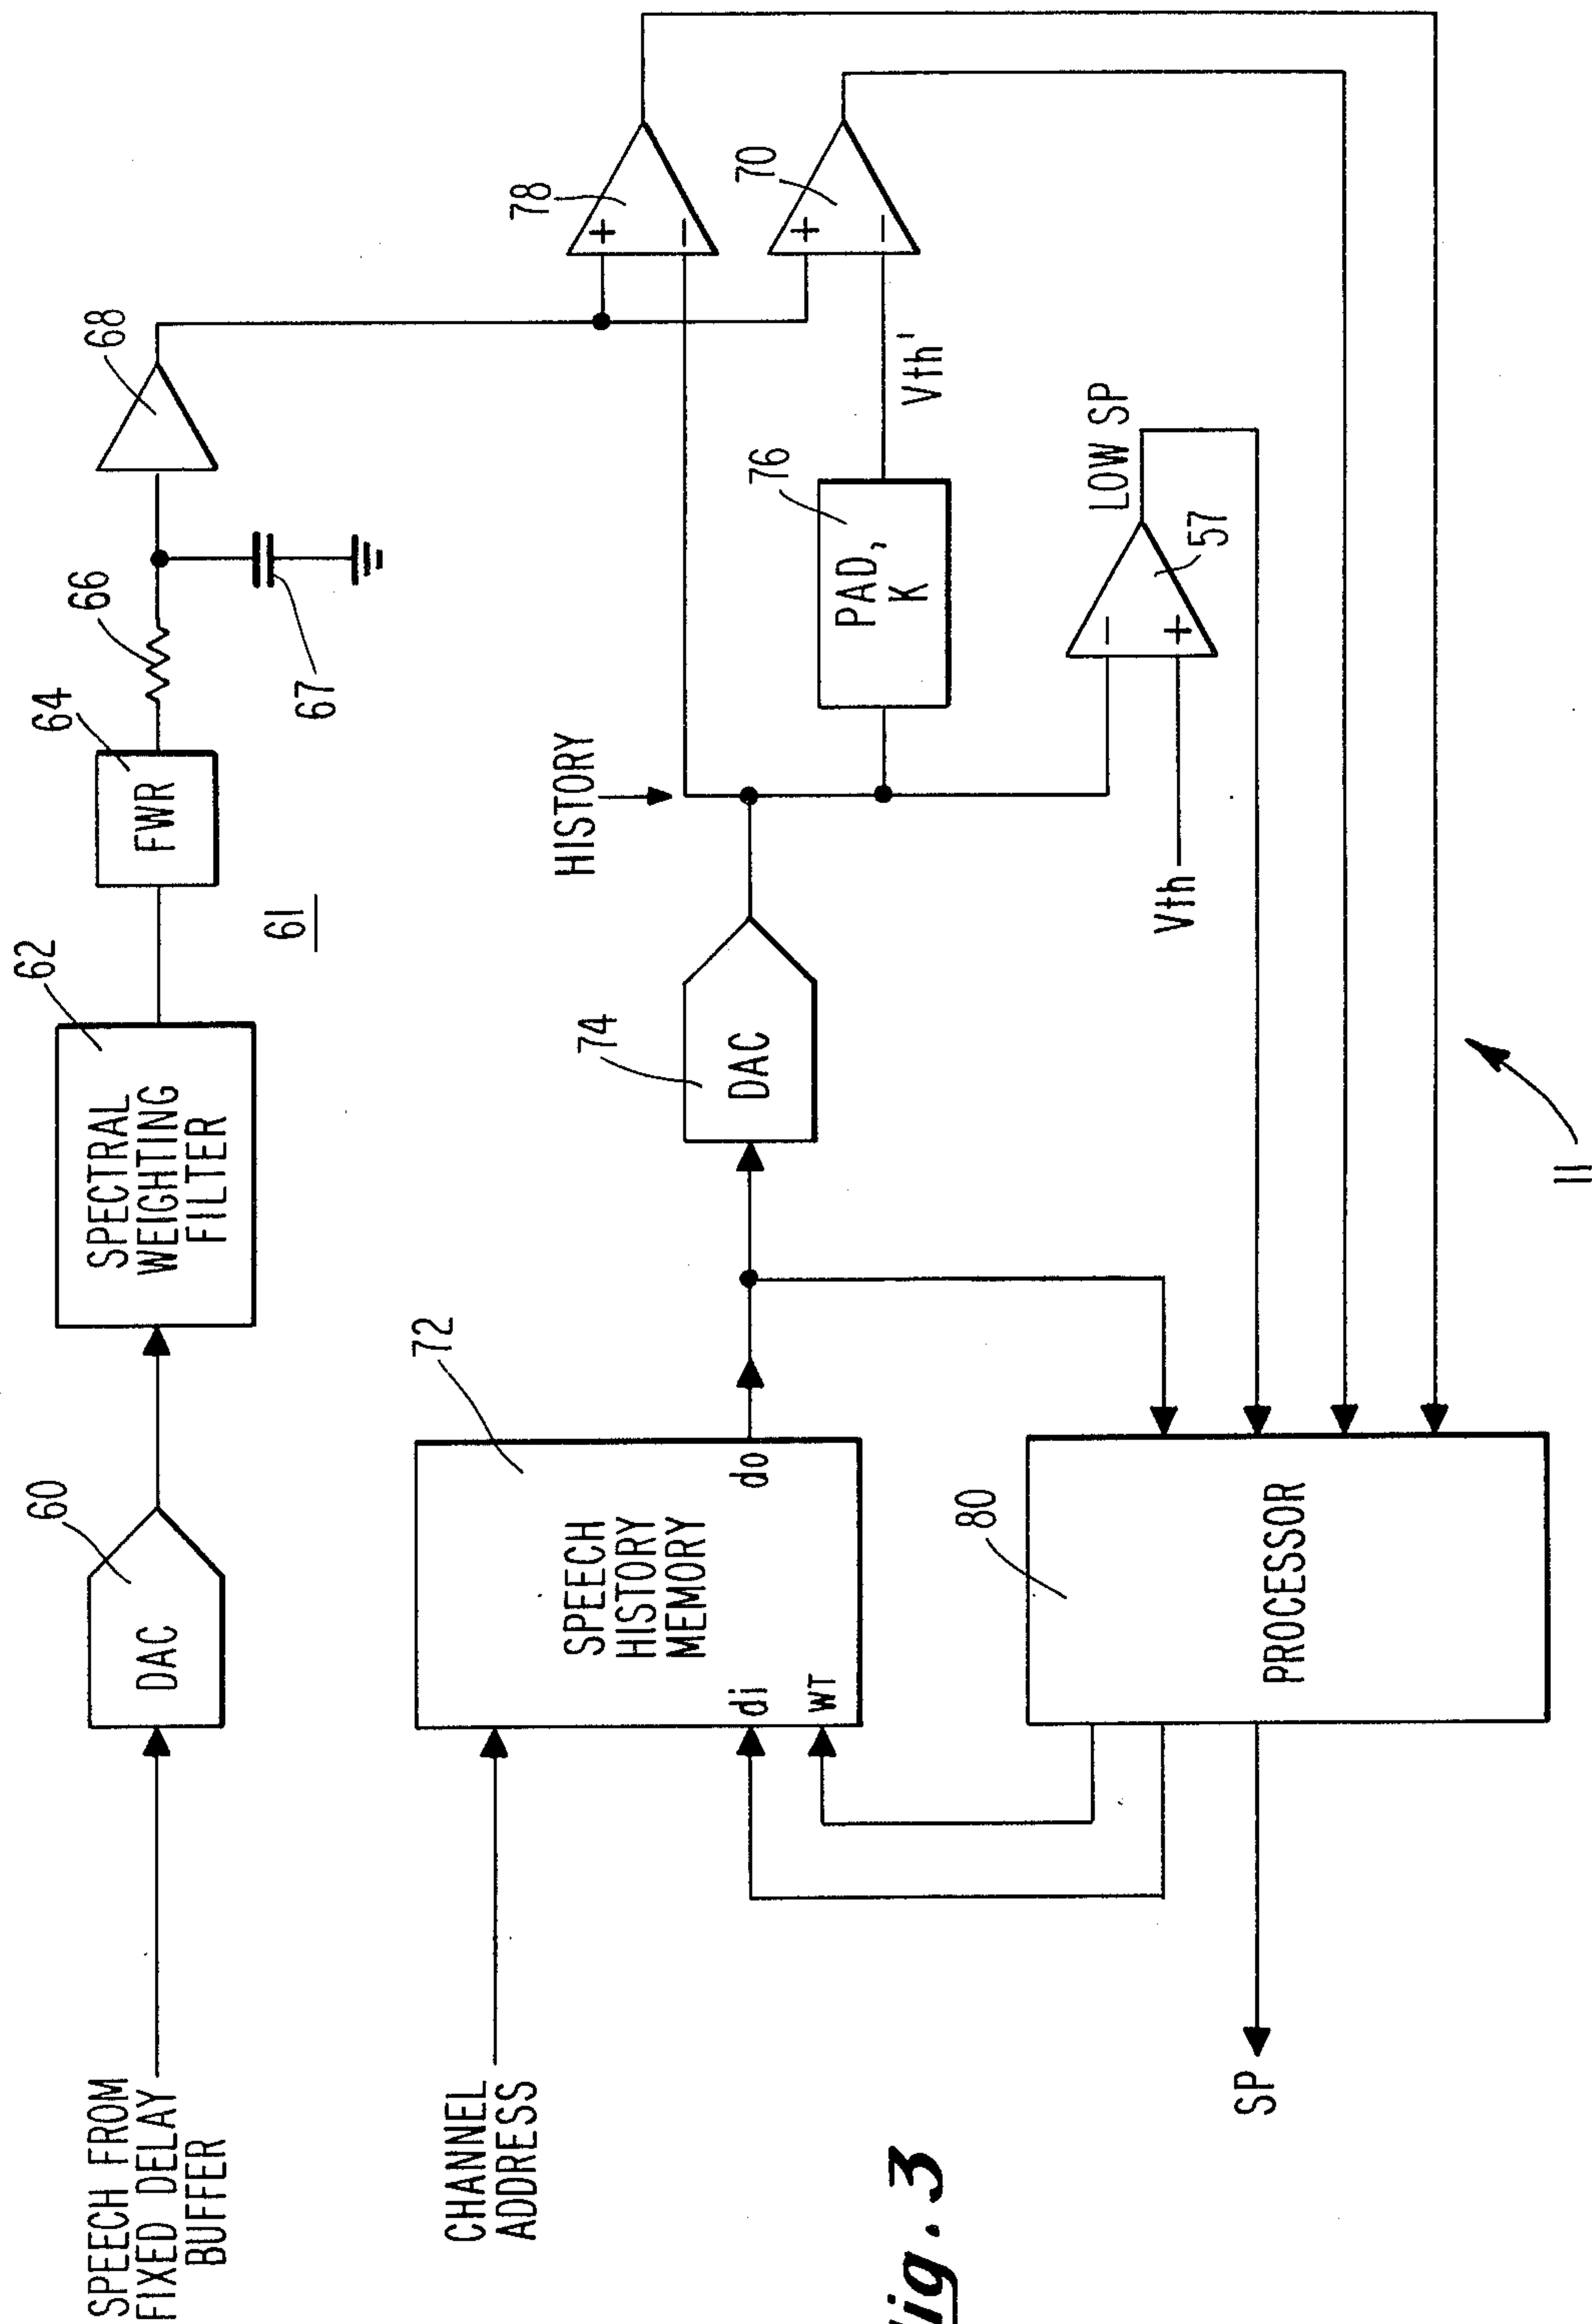 SPEECH FROM
FIXED DELAY
BUFFER
60
DAC
62
SPECTRAL
WEIGHTING
FILTER
64
FWR
66
67
68
61
CHANNEL
ADDRESS
72
SPEECH
HISTORY
MEMORY
di
WT
do
74
DAC
HISTORY
76
PAD,
K
Vth'
78
+
−
70
+
−
Vth
−
+
57
LOW SP
80
PROCESSOR
SP
11
Fig. 3